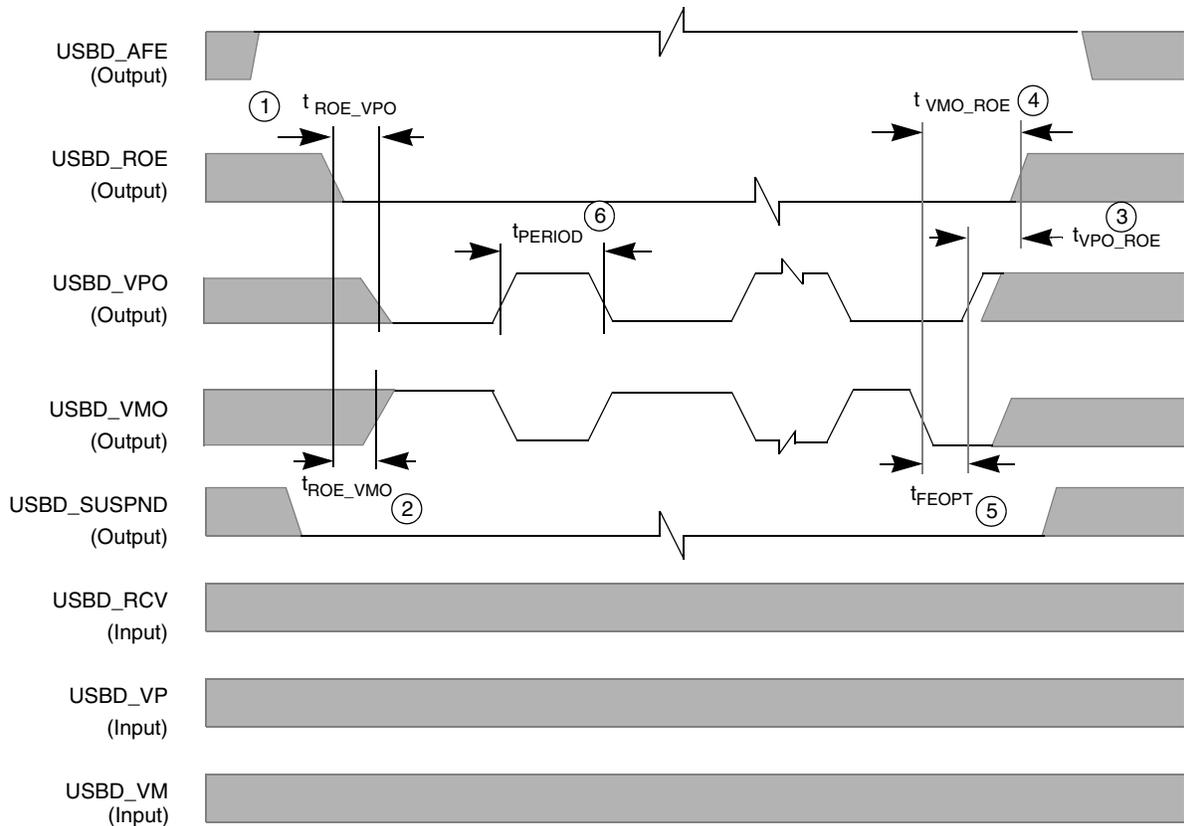 USBD_AFE
(Output)
1 t ROE_VPO
t VMO_ROE 4
USBD_ROE
(Output)
6
tPERIOD
3
tVPO_ROE
USBD_VPO
(Output)
USBD_VMO
(Output)
tROE_VMO 2
tFEOPT 5
USBD_SUSPND
(Output)
USBD_RCV
(Input)
USBD_VP
(Input)
USBD_VM
(Input)